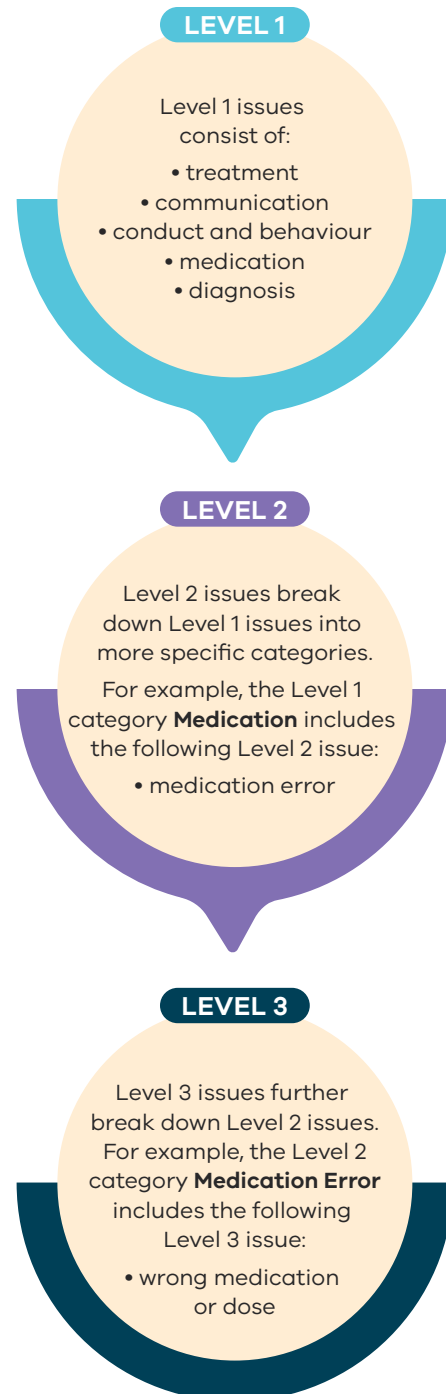 LEVEL 1
Level 1 issues
consist of:
• treatment
• communication
• conduct and behaviour
• medication
• diagnosis
LEVEL 2
Level 2 issues break
down Level 1 issues into
more specific categories.
For example, the Level 1
category Medication includes
the following Level 2 issue:
• medication error
LEVEL 3
Level 3 issues further
break down Level 2 issues.
For example, the Level 2
category Medication Error
includes the following
Level 3 issue:
• wrong medication
or dose